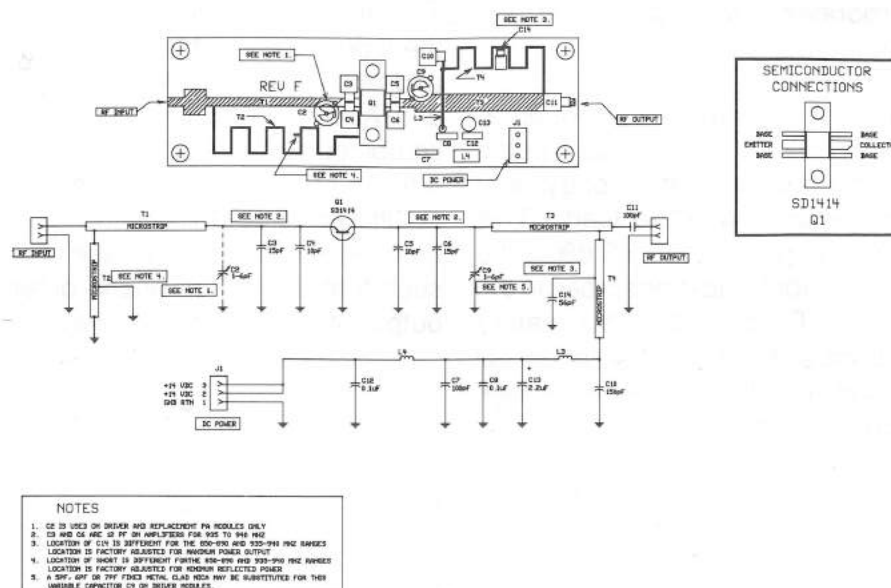 SEE NOTE 3.
C14
SEE NOTE 1.
C10
C9
T4
REV F
C3
C5
Q1
T1
T3
C11
RF INPUT
C2
C4
C6
L3
C13
J1
RF OUTPUT
T2
C8
C12
C7
L4
SEE NOTE 4.
DC POWER
SEMICONDUCTOR
CONNECTIONS
BASE
BASE
EMITTER
COLLECTOR
BASE
BASE
SD1414
Q1
T1
MICROSTRIP
SEE NOTE 2.
Q1
SD1414
SEE NOTE 2.
T3
MICROSTRIP
C11
100pF
RF INPUT
RF OUTPUT
T2
MICROSTRIP
SEE NOTE 4.
SEE NOTE 1.
C2
1-6pF
C3
15pF
C4
10pF
C5
10pF
C6
15pF
C9
1-6pF
SEE NOTE 5.
SEE NOTE 3.
C14
56pF
T4
MICROSTRIP
J1
+14 VDC 3
+14 VDC 2
GND RTN 1
DC POWER
C12
0.1uF
L4
C7
100pF
C8
0.1uF
+
C13
2.2uF
L3
C10
150pF
NOTES
1. C2 IS USED ON DRIVER AND REPLACEMENT PA MODULES ONLY
2. C3 AND C6 ARE 12 PF ON AMPLIFIERS FOR 935 TO 940 MHZ
3. LOCATION OF C14 IS DIFFERENT FOR THE 850-890 AND 935-940 MHZ RANGES
LOCATION IS FACTORY ADJUSTED FOR MAXIMUM POWER OUTPUT
4. LOCATION OF SHORT IS DIFFERENT FORTHE 850-890 AND 935-940 MHZ RANGES
LOCATION IS FACTORY ADJUSTED FOR MINIMUM REFLECTED POWER
5. A 5PF, 6PF OR 7PF FIXED METAL CLAD MICA MAY BE SUBSTITUTED FOR THIS
VARIABLE CAPACITOR C9 ON DRIVER MODULES.